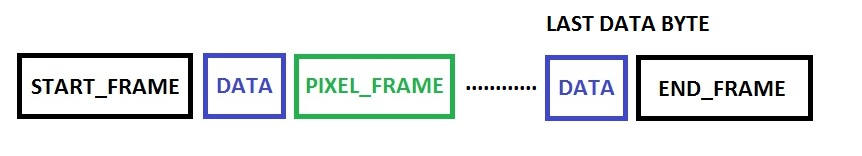 LAST DATA BYTE
START_FRAME DATA PIXEL_FRAME ............ DATA END_FRAME